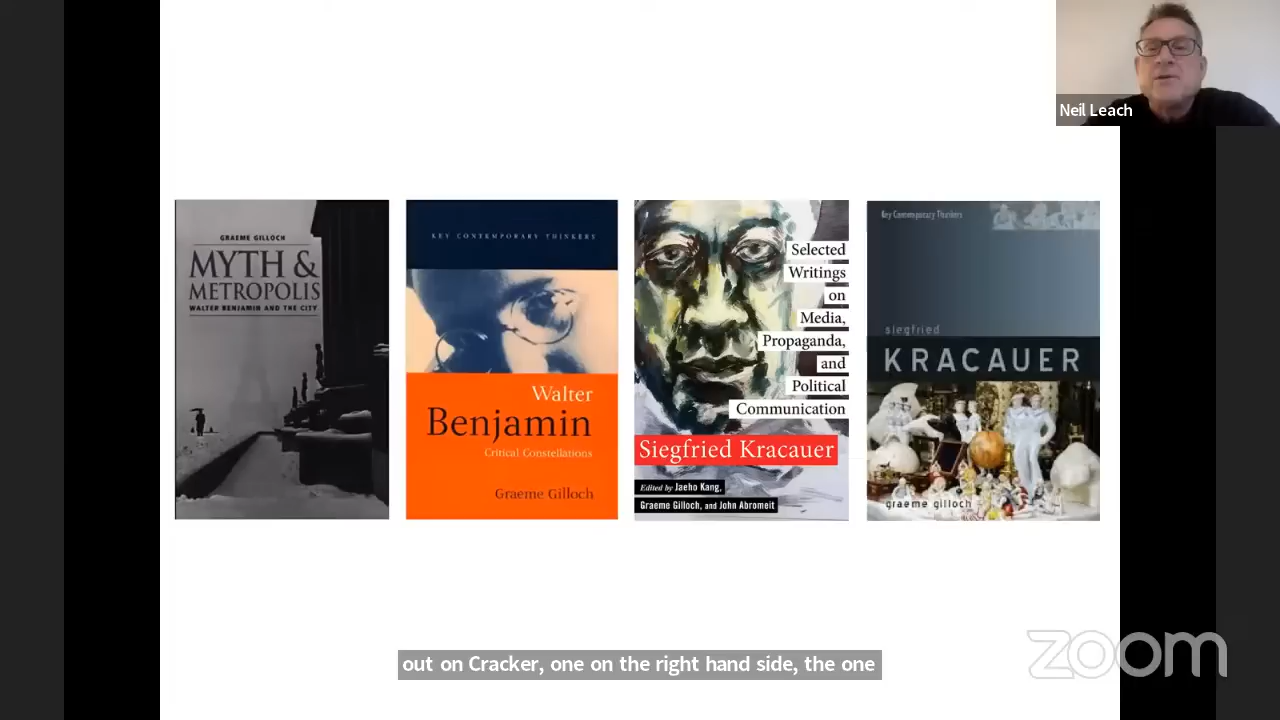 Neil Leach
GRAEME GILLOCH
MYTH &
METROPOLIS
WALTER BENJAMIN AND THE CITY
KEY CONTEMPORARY THINKERS
Walter
Benjamin
Critical Constellations
Graeme Gilloch
Selected
Writings
on
Media,
Propaganda,
and
Political
Communication
Siegfried Kracauer
Edited by Jaeho Kang,
Graeme Gilloch, and John Abromeit
Key Contemporary Thinkers
siegfried
KRACAUER
graeme gilloch
out on Cracker, one on the right hand side, the one
zoom